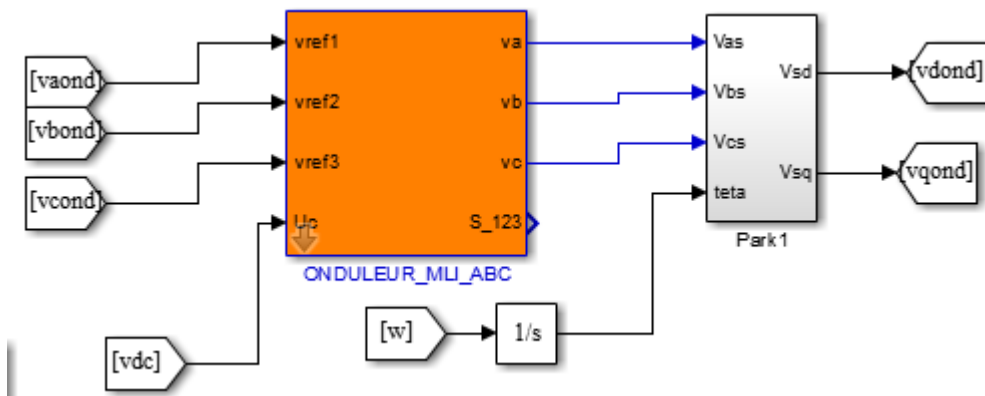 [vaond]
[vbond]
[vcond]
[vdc]
vref1
vref2
vref3
Uc
va
vb
vc
S_123
ONDULEUR_MLI_ABC
[w]
1/s
Vas
Vbs
Vcs
teta
Vsd
Vsq
Park1
[vdond]
[vqond]